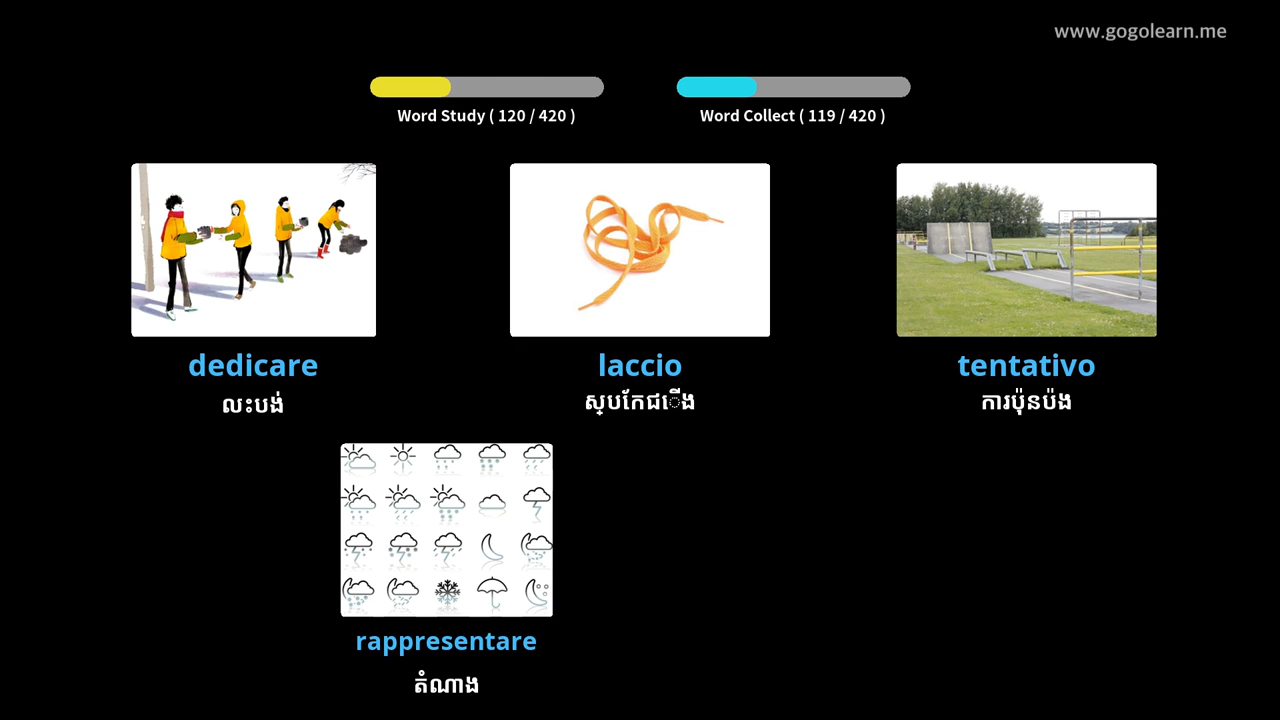 www.gogolearn.me
Word Study ( 120 / 420 )
Word Collect ( 119 / 420 )
dedicare
laccio
tentativo
លះបង់
ស្បែកជើង
ការប៉ុនប៉ង
rappresentare
តំណាង